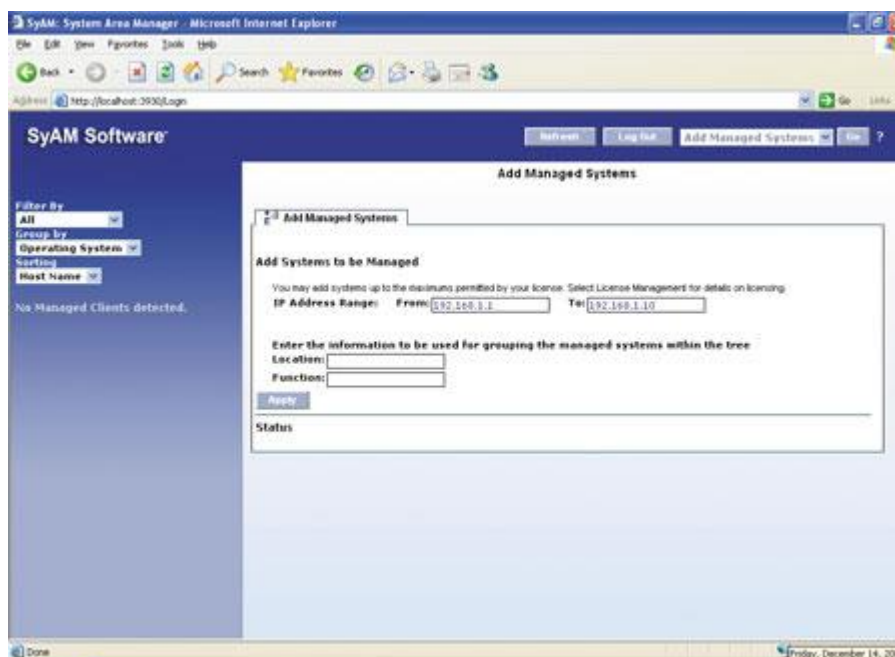 SyAM: System Area Manager - Microsoft Internet Explorer
File Edit View Favorites Tools Help
Back Search Favorites
Address http://localhost:3930/Login Go Links
SyAM Software
Refresh Log Out Add Managed Systems Go ?
Add Managed Systems
Filter By
All
Group by
Operating System
Sorting
Host Name
No Managed Clients detected.
Add Managed Systems
Add Systems to be Managed
You may add systems up to the maximums permitted by your license. Select License Management for details on licensing.
IP Address Range: From: 192.168.1.1 To: 192.168.1.10
Enter the information to be used for grouping the managed systems within the tree
Location:
Function:
Apply
Status
Done
Friday, December 14, 20